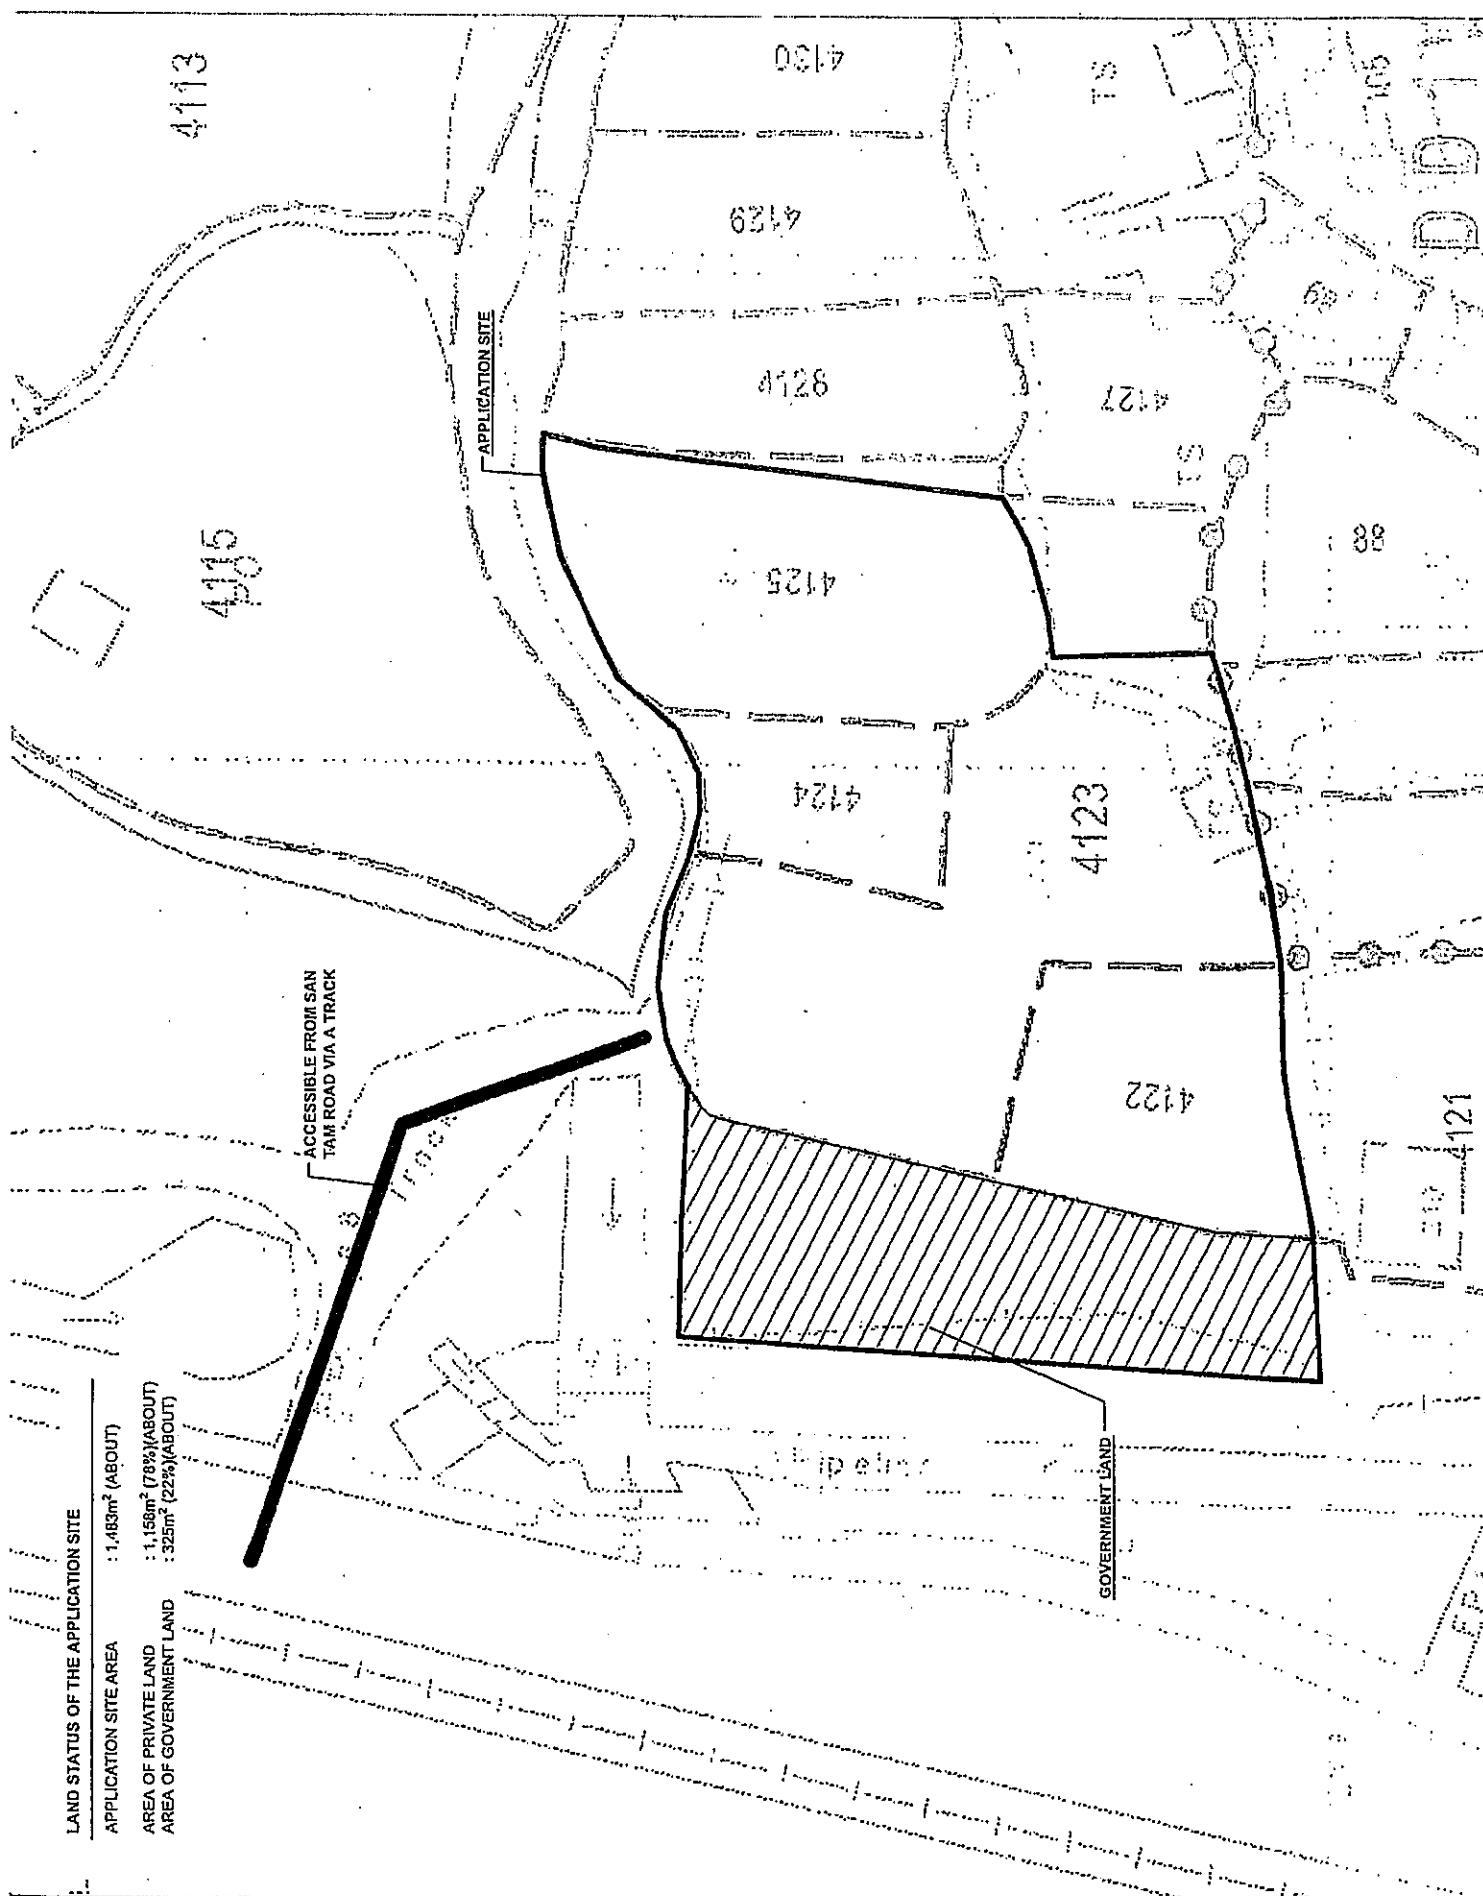 LAND STATUS OF THE APPLICATION SITE
APPLICATION SITE AREA : 1,483m² (ABOUT)
AREA OF PRIVATE LAND : 1,158m² (78%)(ABOUT)
AREA OF GOVERNMENT LAND : 325m² (22%)(ABOUT)
ACCESSIBLE FROM SAN
TAM ROAD VIA A TRACK
APPLICATION SITE
GOVERNMENT LAND
4113
4115
4130
4129
4128
4127
4125
4124
4123
4122
4121
TS
TS
TS
88
Track
D D